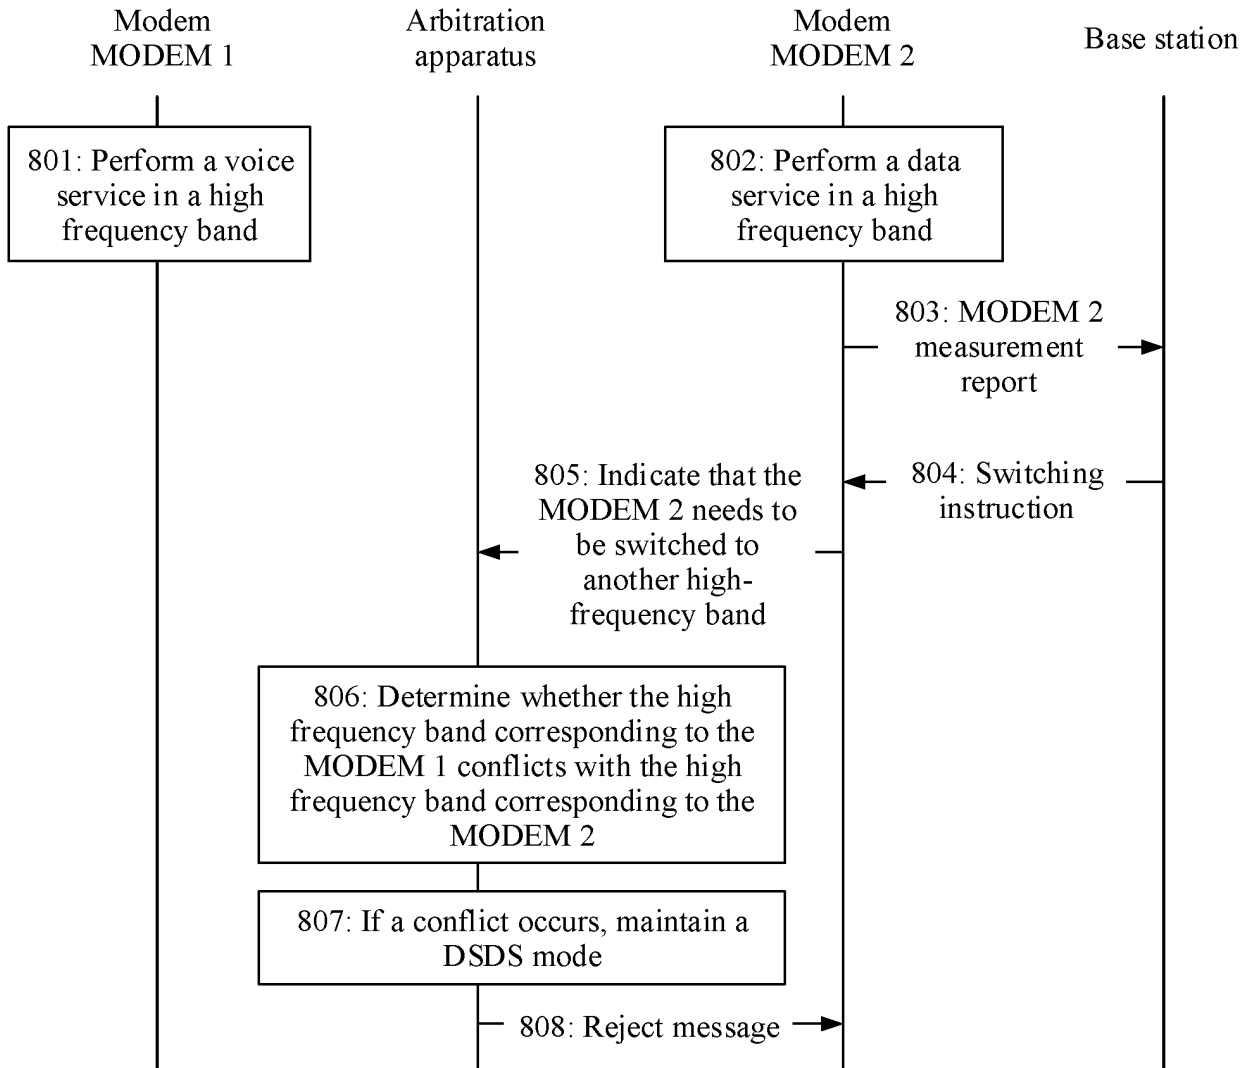 Modem
MODEM 1
Arbitration
apparatus
Modem
MODEM 2
Base station
801: Perform a voice
service in a high
frequency band
802: Perform a data
service in a high
frequency band
803: MODEM 2
measurement
report
804: Switching
instruction
805: Indicate that the
MODEM 2 needs to
be switched to
another high-
frequency band
806: Determine whether the high
frequency band corresponding to the
MODEM 1 conflicts with the high
frequency band corresponding to the
MODEM 2
807: If a conflict occurs, maintain a
DSDS mode
808: Reject message